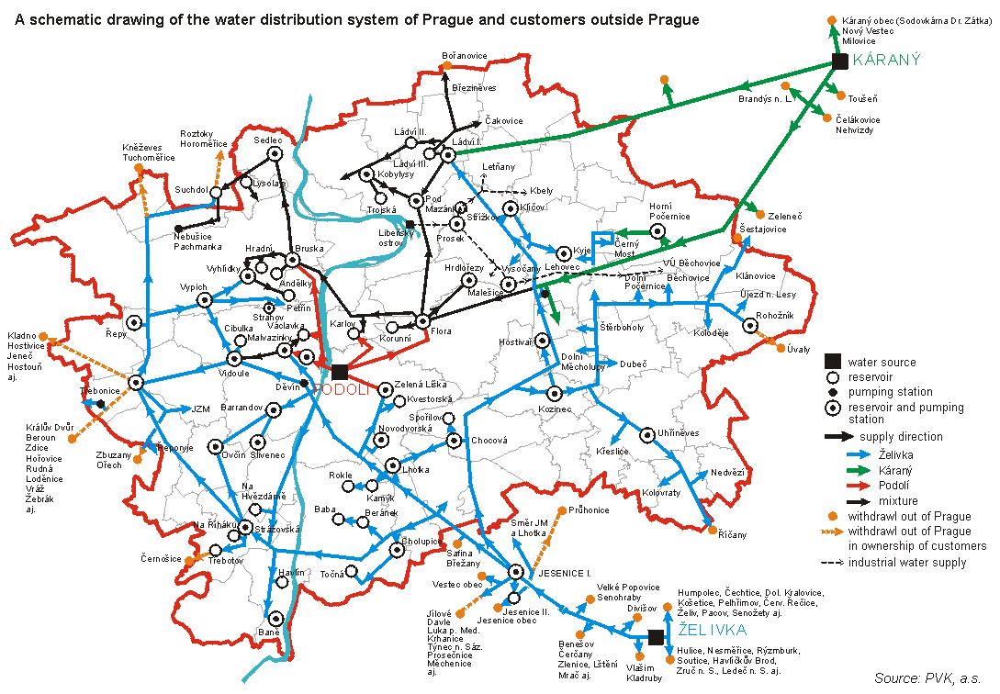 A schematic drawing of the water distribution system of Prague and customers outside Prague
Káraný obec (Sodovkárna Dr. Zátka)
Nový Vestec
Milovice
KÁRANÝ
Bořanovice
Březiněves
Čakovice
Brandýs n. L.
Toušeň
Čelákovice
Nehvizdy
Roztoky
Horoměřice
Kněževes
Tuchoměřice
Sedlec
Ládví II.
Ládví I.
Ládví III.
Kobylysy
Letňany
Kbely
Suchdol
Lysolaje
Trojská
Pod
Mazánkou
Střížkov
Klíčov
Horní
Počernice
Zeleneč
Šestajovice
Nebušice
Pachmanka
Libeňský
ostrov
Prosek
Kyje
Lehovec
Černý
Most
Hradní
Bruska
Vyhlídky
Andělky
Petřín
Hrdlořezy
Vysočany
Malešice
VÚ Běchovice
Běchovice
Dolní
Počernice
Klánovice
Újezd n. Lesy
Vypich
Strahov
Cibulka
Václavka
Malvazinky
Karlov
Korunní
Flora
Řepy
Rohožník
Koloděje
Úvaly
Štěrboholy
Kladno
Hostivice
Jeneč
Hostouň
aj.
Vidoule
Děvín
PODOLÍ
Hostivař
Dolní
Měcholupy
Dubeč
water source
reservoir
pumping station
reservoir and pumping
station
supply direction
Želivka
Káraný
Podolí
mixture
withdrawl out of Prague
withdrawl out of Prague
in ownership of customers
industrial water supply
Třebonice
JZM
Barrandov
Zelená Liška
Kvestorská
Spořilov
Kozinec
Králův Dvůr
Beroun
Zdice
Hořovice
Rudná
Loděnice
Vráž
Žebrák
aj.
Zbuzany
Ořech
Řeporyje
Ovčín
Slivenec
Novodvorská
Chocová
Uhříněves
Křeslice
Lhotka
Rokle
Kamýk
Nedvězí
Kolovraty
Říčany
Na
Hvězdárně
Baba
Beránek
Na Říháku
Strážovská
Černošice
Třebotov
Cholupice
Havlín
Točná
Baně
Průhonice
Směr JM
a Lhotka
Safina
Břežany
JESENICE I.
Vestec obec
Jesenice II.
Jesenice obec
Jílové
Davle
Luka p. Med.
Krhanice
Týnec n. Sáz.
Prosečnice
Měchenice
aj.
Velké Popovice
Senohraby
Divišov
Benešov
Čerčany
Zlenice, Lštění
Mrač aj.
Vlašim
Kladruby
Humpolec, Čechtice, Dol. Kralovice,
Košetice, Pelhřimov, Červ. Řečice,
Želiv, Pacov, Senožety aj.
ŽELIVKA
Hulice, Nesměřice, Rýzmburk,
Soutice, Havlíčkův Brod,
Zruč n. S., Ledeč n. S. aj.
Source: PVK, a.s.